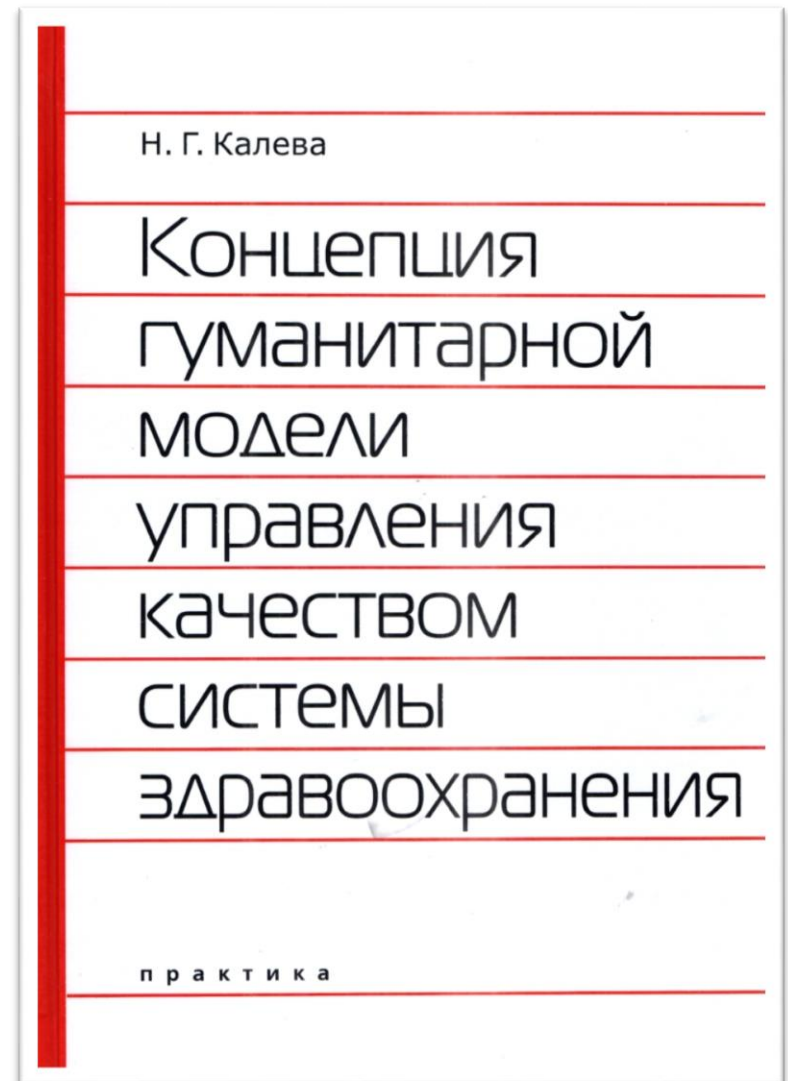 Н. Г. Калева
Концепция
гуманитарной
модели
управления
качеством
системы
здравоохранения
практика